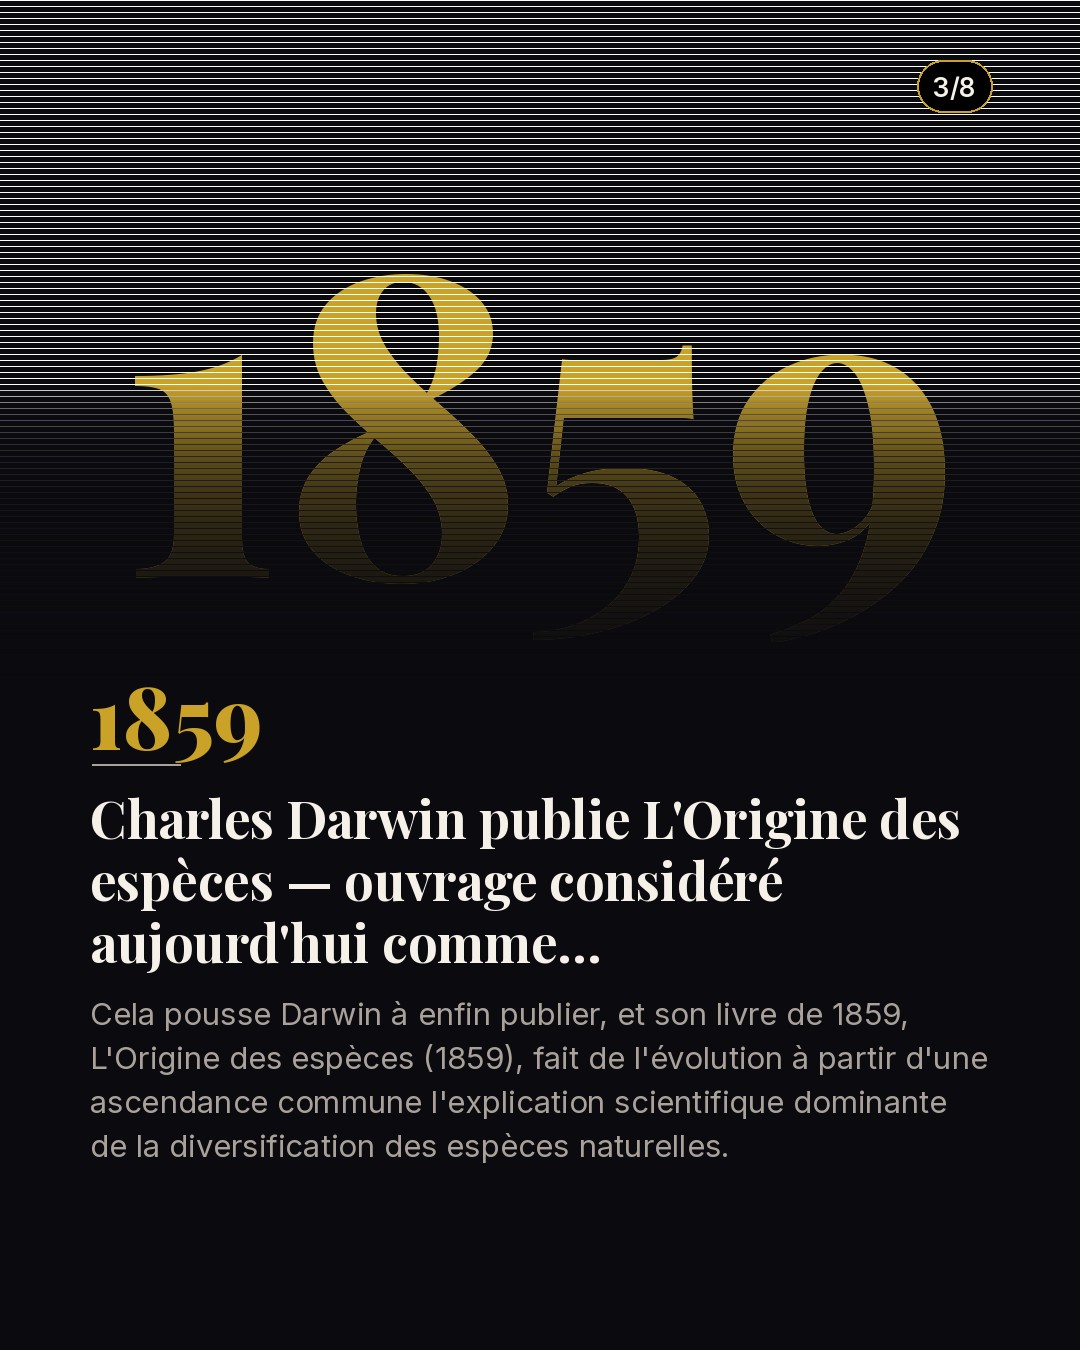 3/8
1859
1859
Charles Darwin publie L'Origine des
espèces — ouvrage considéré
aujourd'hui comme...
Cela pousse Darwin à enfin publier, et son livre de 1859,
L'Origine des espèces (1859), fait de l'évolution à partir d'une
ascendance commune l'explication scientifique dominante
de la diversification des espèces naturelles.